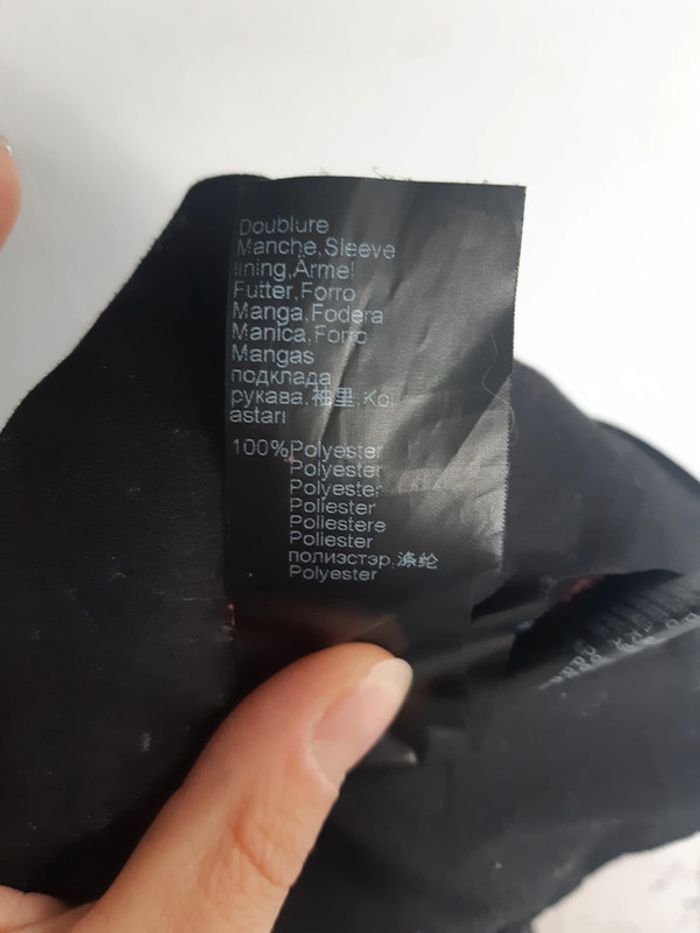 Doublure
Manche,Sleeve
lining,Ärmel
Futter,Forro
Manga,Fodera
Manica,Forro
Mangas
подклада
рукава,袖里,Kol
astarı
100%Polyester
Polyester
Polyester
Poliester
Poliestere
Poliester
полиэстэр,涤纶
Polyester